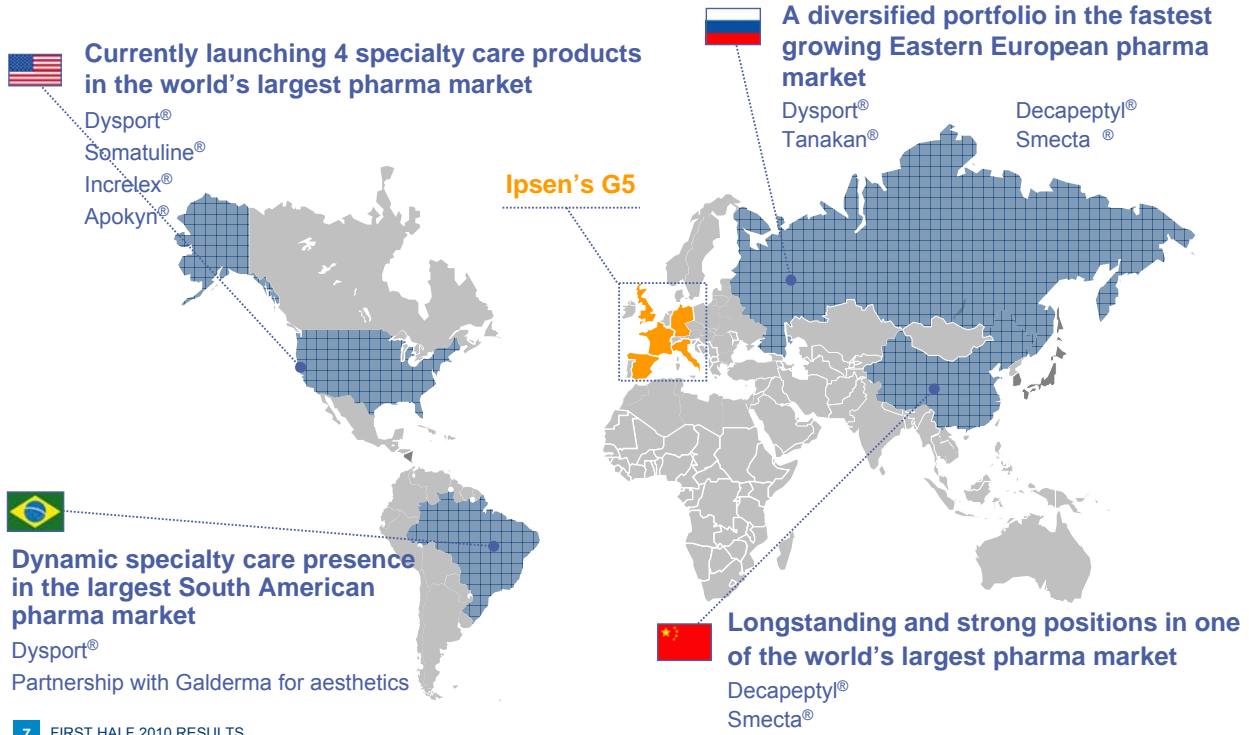 Currently launching 4 specialty care products
in the world's largest pharma market
Dysport®
Somatuline®
Increlex®
Apokyn®
A diversified portfolio in the fastest
growing Eastern European pharma
market
Dysport® Decapeptyl®
Tanakan® Smecta ®
Ipsen's G5
Dynamic specialty care presence
in the largest South American
pharma market
Dysport®
Partnership with Galderma for aesthetics
Longstanding and strong positions in one
of the world's largest pharma market
Decapeptyl®
Smecta®
7 FIRST HALF 2010 RESULTS